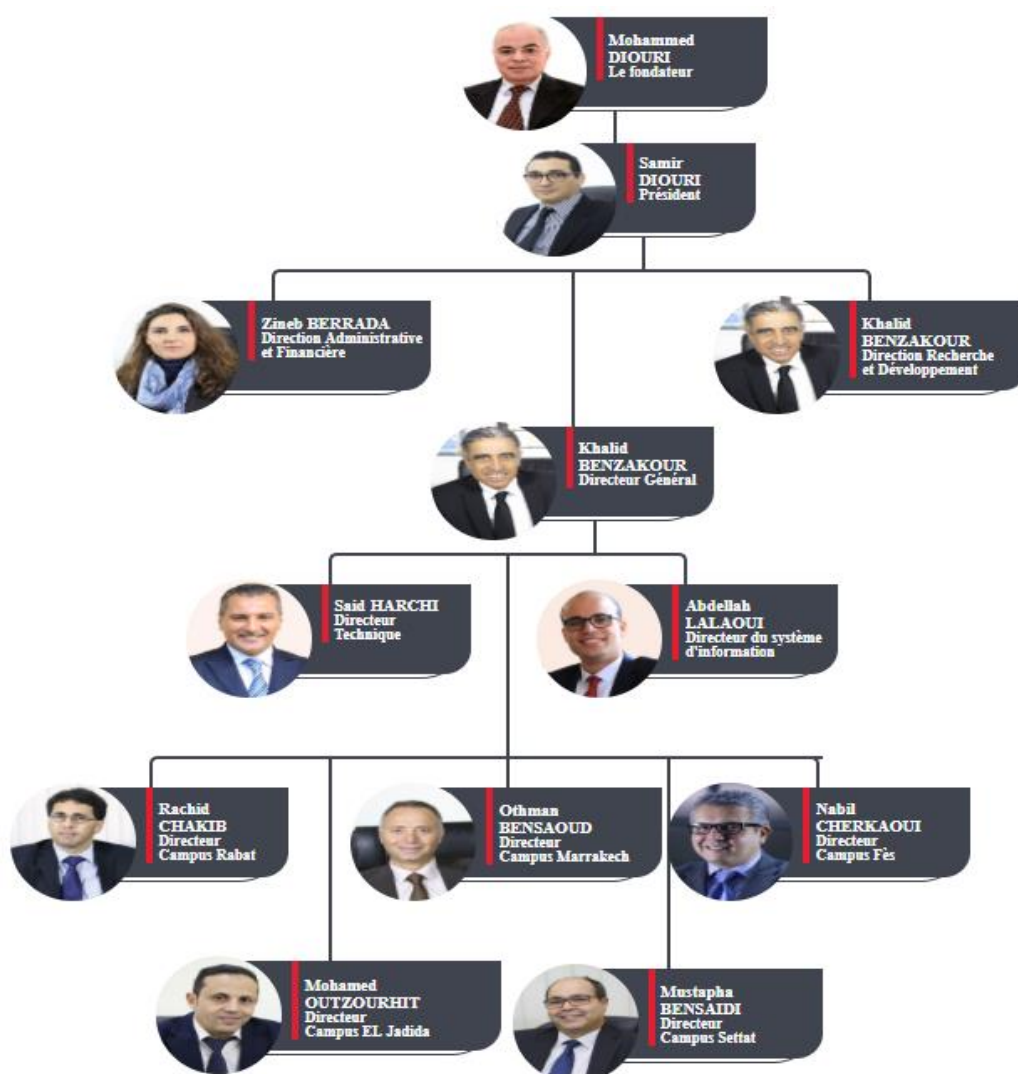 Mohammed
DIOURI
Le fondateur
Samir
DIOURI
Président
Zineb BERRADA
Direction Administrative
et Financière
Khalid
BENZAKOUR
Direction Recherche
et Développement
Khalid
BENZAKOUR
Directeur Général
Said HARCHI
Directeur
Technique
Abdellah
LALAOUI
Directeur du système
d'information
Rachid
CHAKIB
Directeur
Campus Rabat
Othman
BENSAOUD
Directeur
Campus Marrakech
Nabil
CHERKAOUI
Directeur
Campus Fès
Mohamed
OUTZOURHIT
Directeur
Campus EL Jadida
Mustapha
BENSAIDI
Directeur
Campus Settat